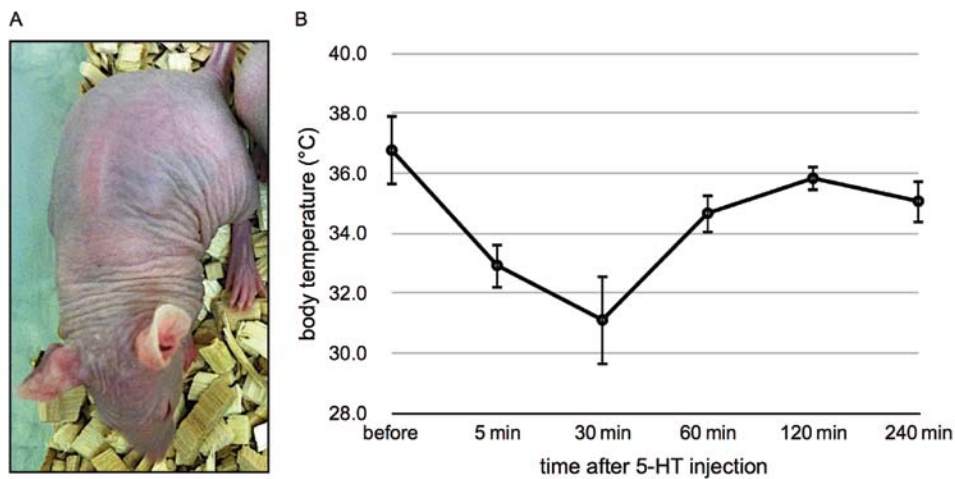 A
B
40.0
38.0
36.0
34.0
32.0
30.0
28.0
body temperature (°C)
before 5 min 30 min 60 min 120 min 240 min
time after 5-HT injection